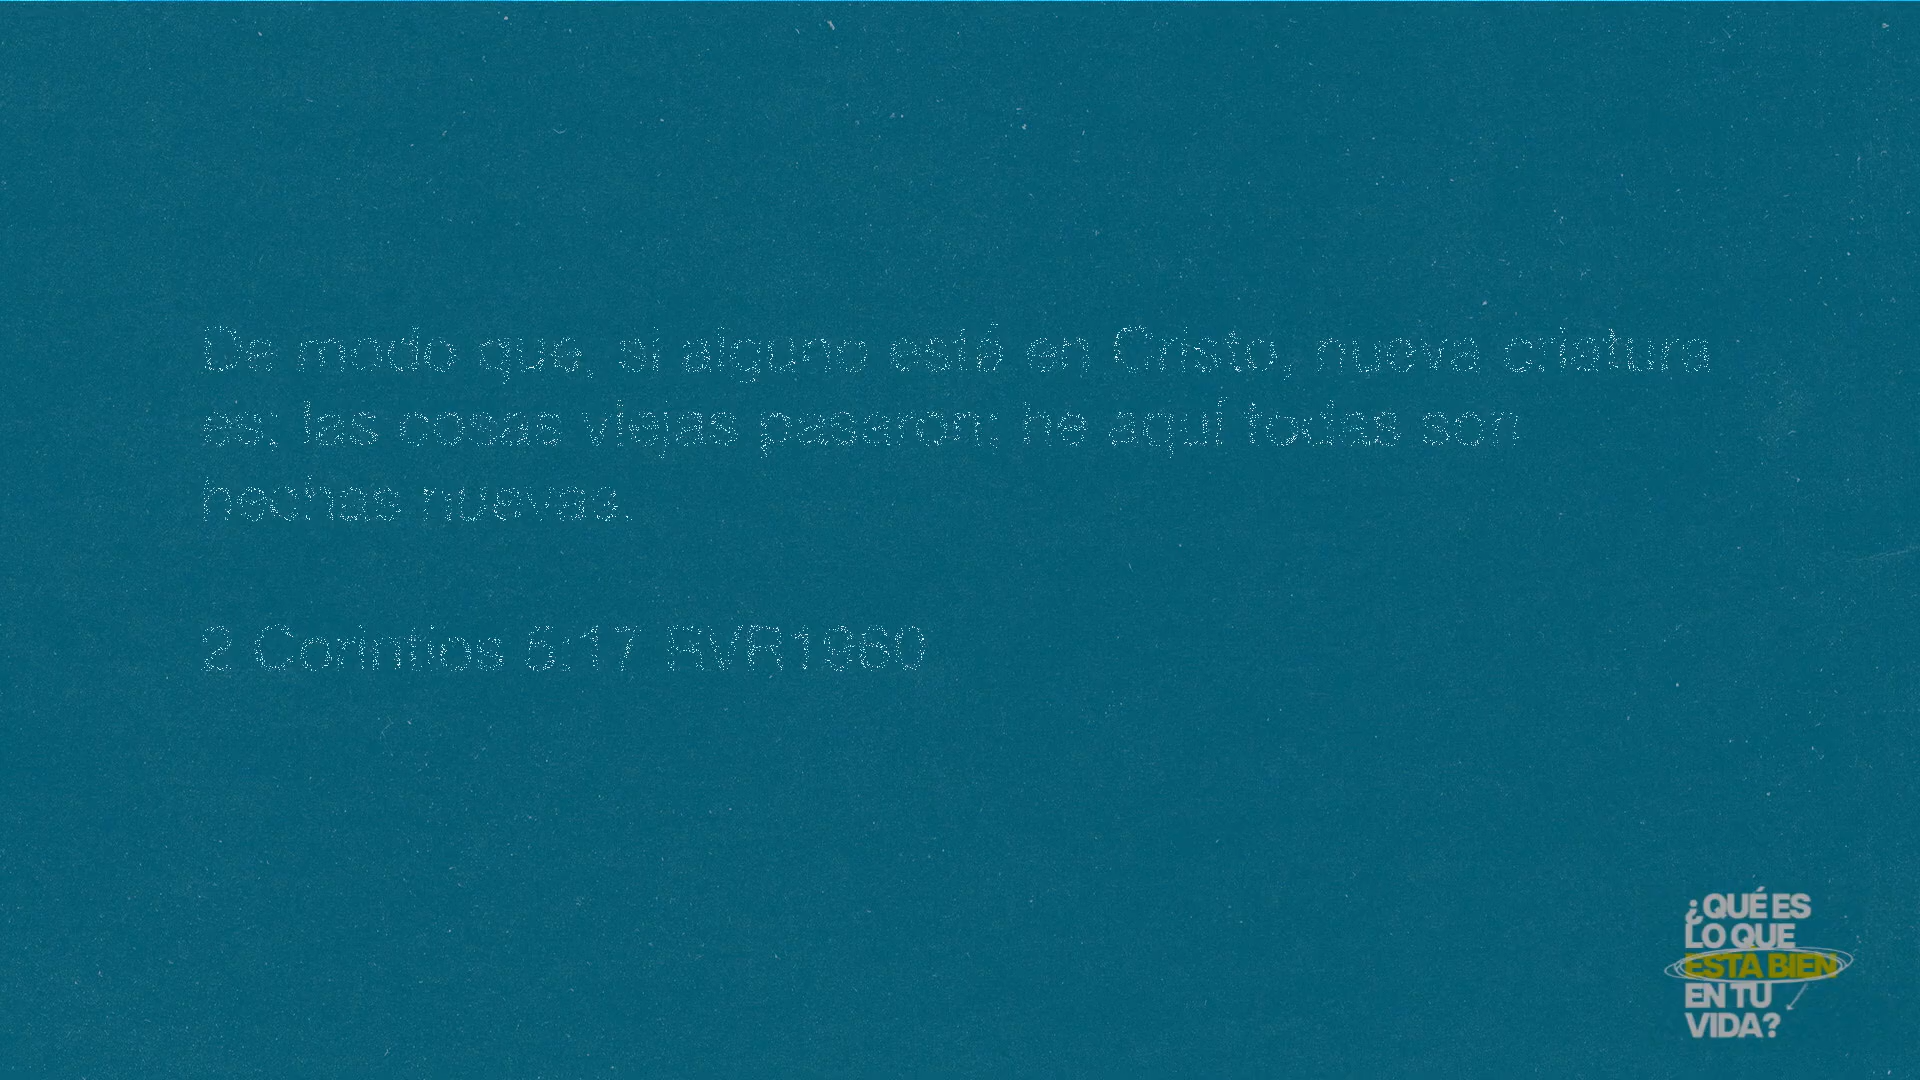 De modo que, si alguno está en Cristo, nueva criatura
es; las cosas viejas pasaron; he aquí todas son
hechas nuevas.
2 Corintios 5:17 RVR1960
¿QUÉ ES
LO QUE
ESTÁ BIEN
EN TU
VIDA?